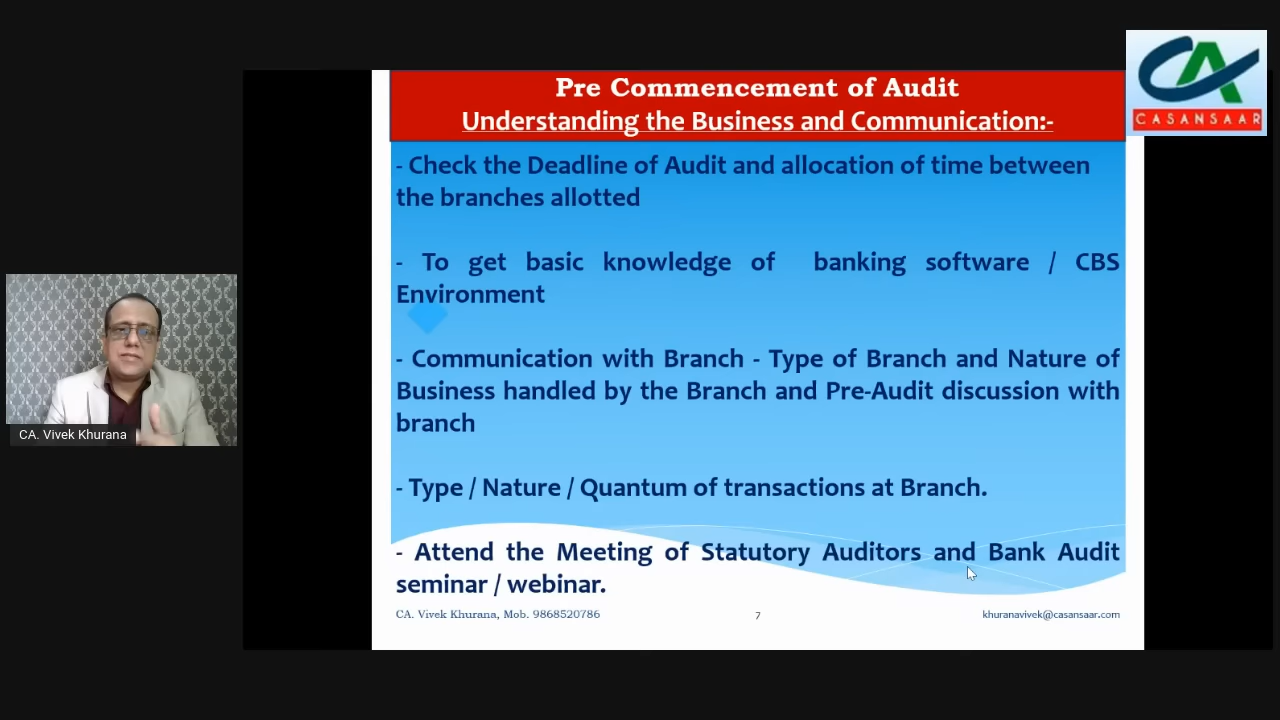 Pre Commencement of Audit
Understanding the Business and Communication:-
- Check the Deadline of Audit and allocation of time between
the branches allotted
- To get basic knowledge of banking software / CBS
Environment
- Communication with Branch - Type of Branch and Nature of
Business handled by the Branch and Pre-Audit discussion with
branch
- Type / Nature / Quantum of transactions at Branch.
- Attend the Meeting of Statutory Auditors and Bank Audit
seminar / webinar.
CA. Vivek Khurana, Mob. 9868520786
7
khuranavivek@casansaar.com
CA. Vivek Khurana
CA
CASANSAAR